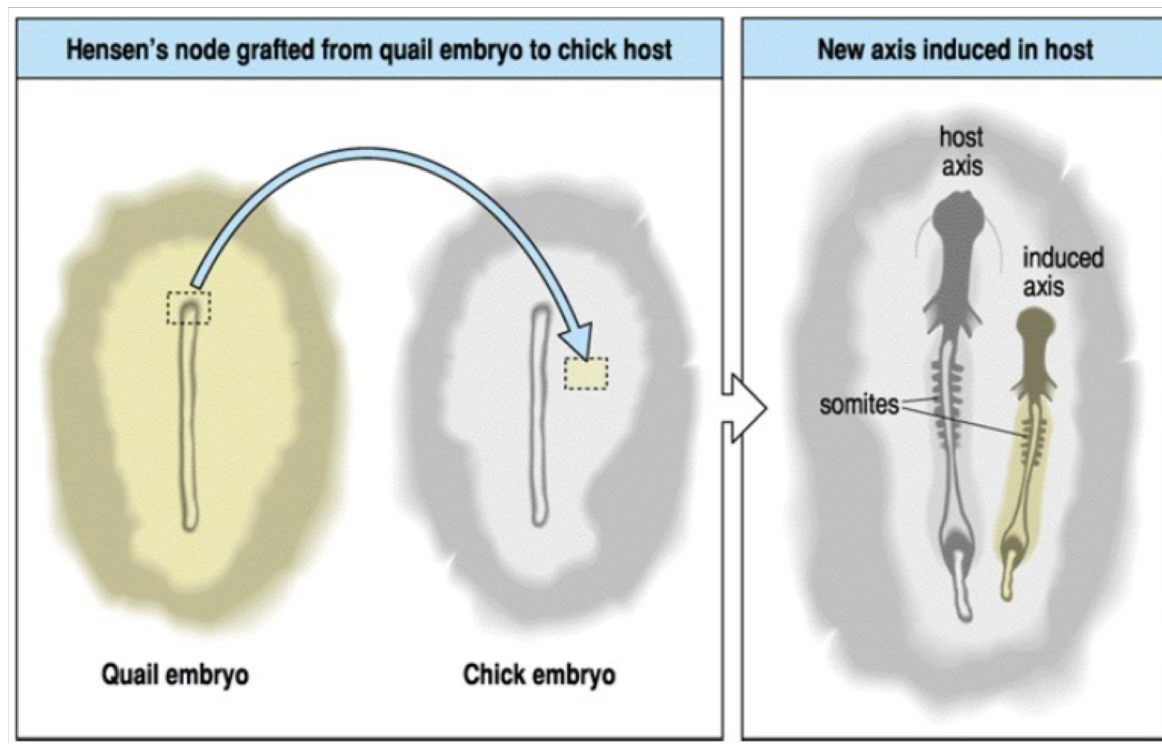 Hensen's node grafted from quail embryo to chick host
Quail embryo
Chick embryo
New axis induced in host
host
axis
induced
axis
somites